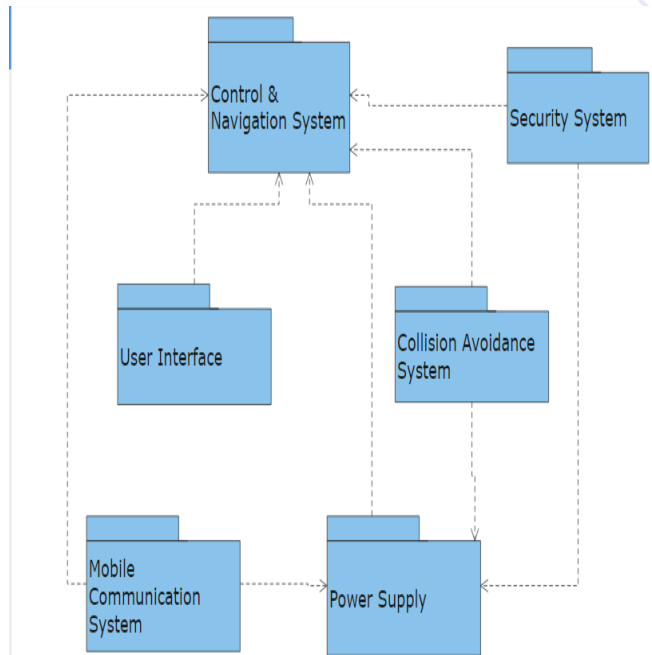 Control &
Navigation System
Security System
User Interface
Collision Avoidance
System
Mobile
Communication
System
Power Supply